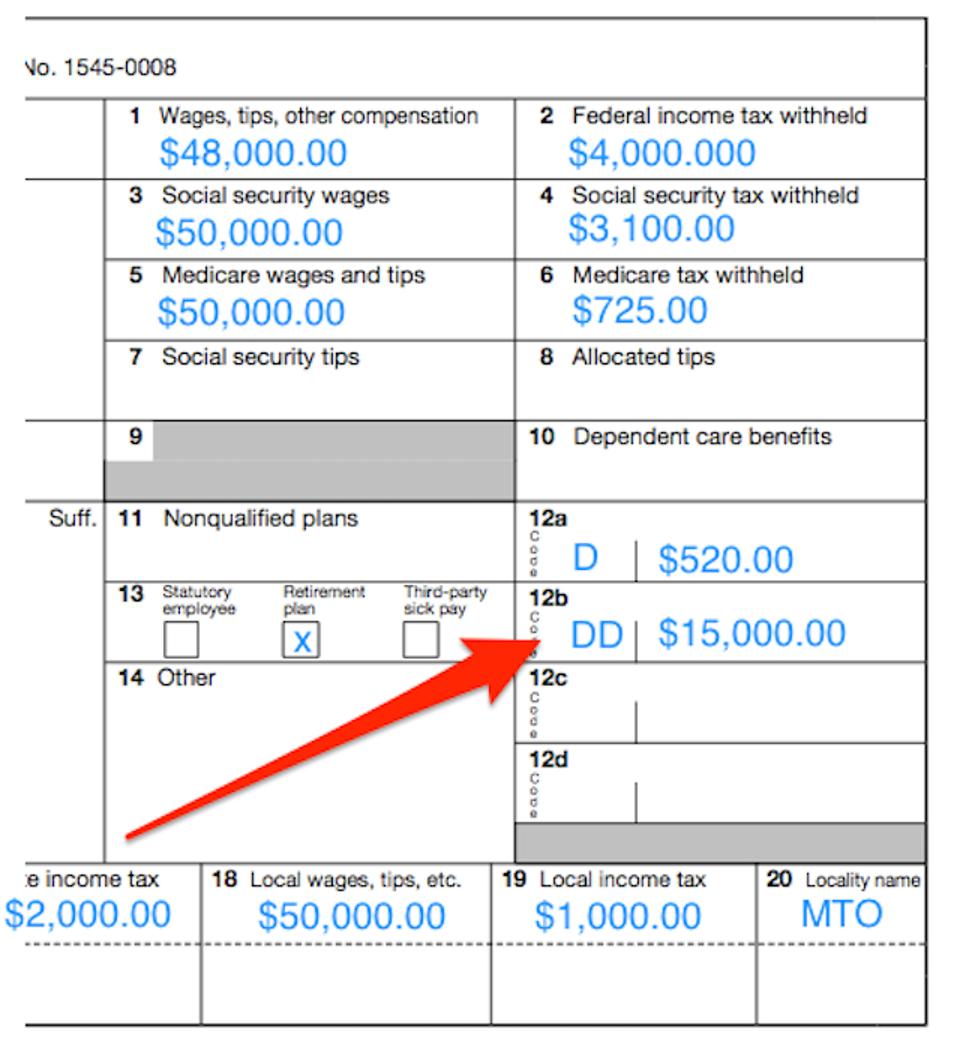 No. 1545-0008
1 Wages, tips, other compensation
$48,000.00
2 Federal income tax withheld
$4,000.000
3 Social security wages
$50,000.00
4 Social security tax withheld
$3,100.00
5 Medicare wages and tips
$50,000.00
6 Medicare tax withheld
$725.00
7 Social security tips
8 Allocated tips
9
10 Dependent care benefits
Suff.
11 Nonqualified plans
12a
Code
D $520.00
13 Statutory employee
Retirement plan
X
Third-party sick pay
12b
Code
DD $15,000.00
14 Other
12c
Code
12d
Code
e income tax
$2,000.00
18 Local wages, tips, etc.
$50,000.00
19 Local income tax
$1,000.00
20 Locality name
MTO